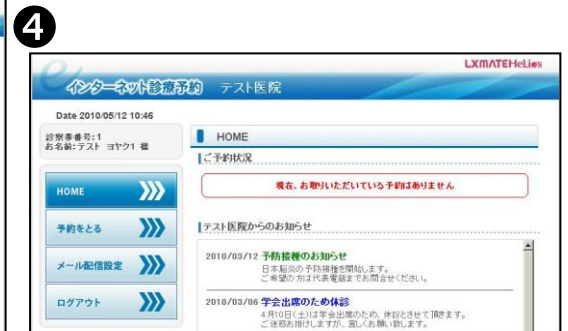 ❹
LXMATEHeLios
インターネット診療予約 テスト医院
Date 2010/05/12 10:46
診察券番号:1
お名前:テスト ヨヤク1 様
HOME
予約をとる
メール配信設定
ログアウト
HOME
ご予約状況
現在、お取りいただいている予約はありません
テスト医院からのお知らせ
2010/03/12 予防接種のお知らせ
日本脳炎の予防接種を開始します。
ご希望の方は代表電話までお問合せください。
2010/03/06 学会出席のため休診
4月10日(土)は学会出席のため、休診とさせて頂きます。
ご迷惑お掛けしますが、宜しくお願い致します。